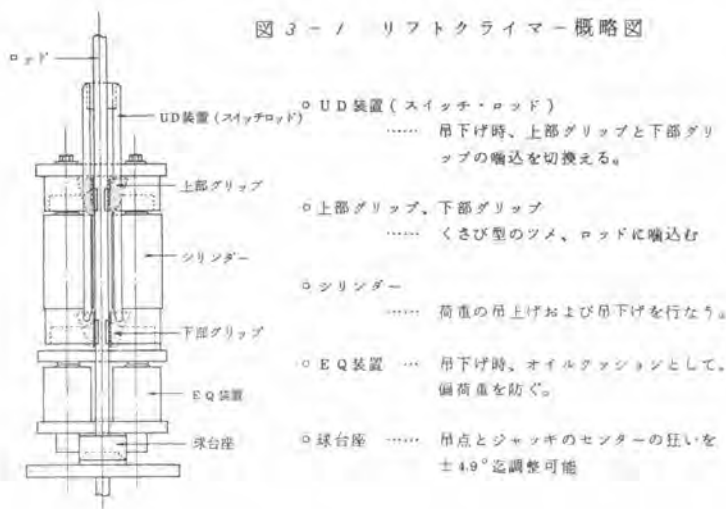 図3-1 リフトクライマー概略図
ロッド
UD装置(スイッチロッド)
上部グリップ
シリンダー
下部グリップ
EQ装置
球台座
○UD装置(スイッチ・ロッド)
…… 吊下げ時、上部グリップと下部グリ
ップの噛込を切換える。
○上部グリップ、下部グリップ
…… くさび型のツメ、ロッドに噛込む
○シリンダー
…… 荷重の吊上げおよび吊下げを行なう。
○EQ装置 … 吊下げ時、オイルクッションとして、
偏荷重を防ぐ。
○球台座 …… 吊点とジャッキのセンターの狂いを
±4.9°迄調整可能